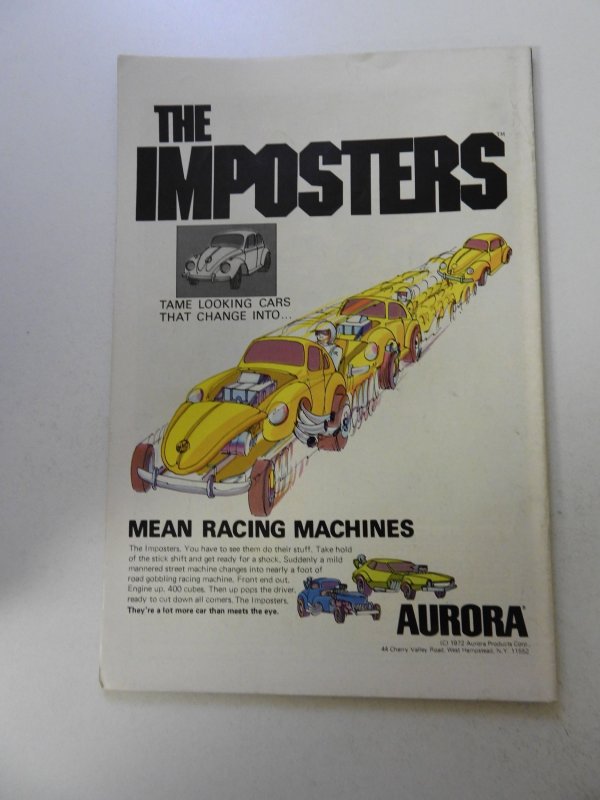 THE
IMPOSTERS™
TAME LOOKING CARS
THAT CHANGE INTO...
MEAN RACING MACHINES
The Imposters. You have to see them do their stuff. Take hold
of the stick shift and get ready for a shock. Suddenly a mild
mannered street machine changes into nearly a foot of
road gobbling racing machine. Front end out.
Engine up. 400 cubes. Then up pops the driver,
ready to cut down all comers. The Imposters.
They're a lot more car than meets the eye.
AURORA®
(C) 1972 Aurora Products Corp.,
44 Cherry Valley Road, West Hempstead, N.Y. 11552